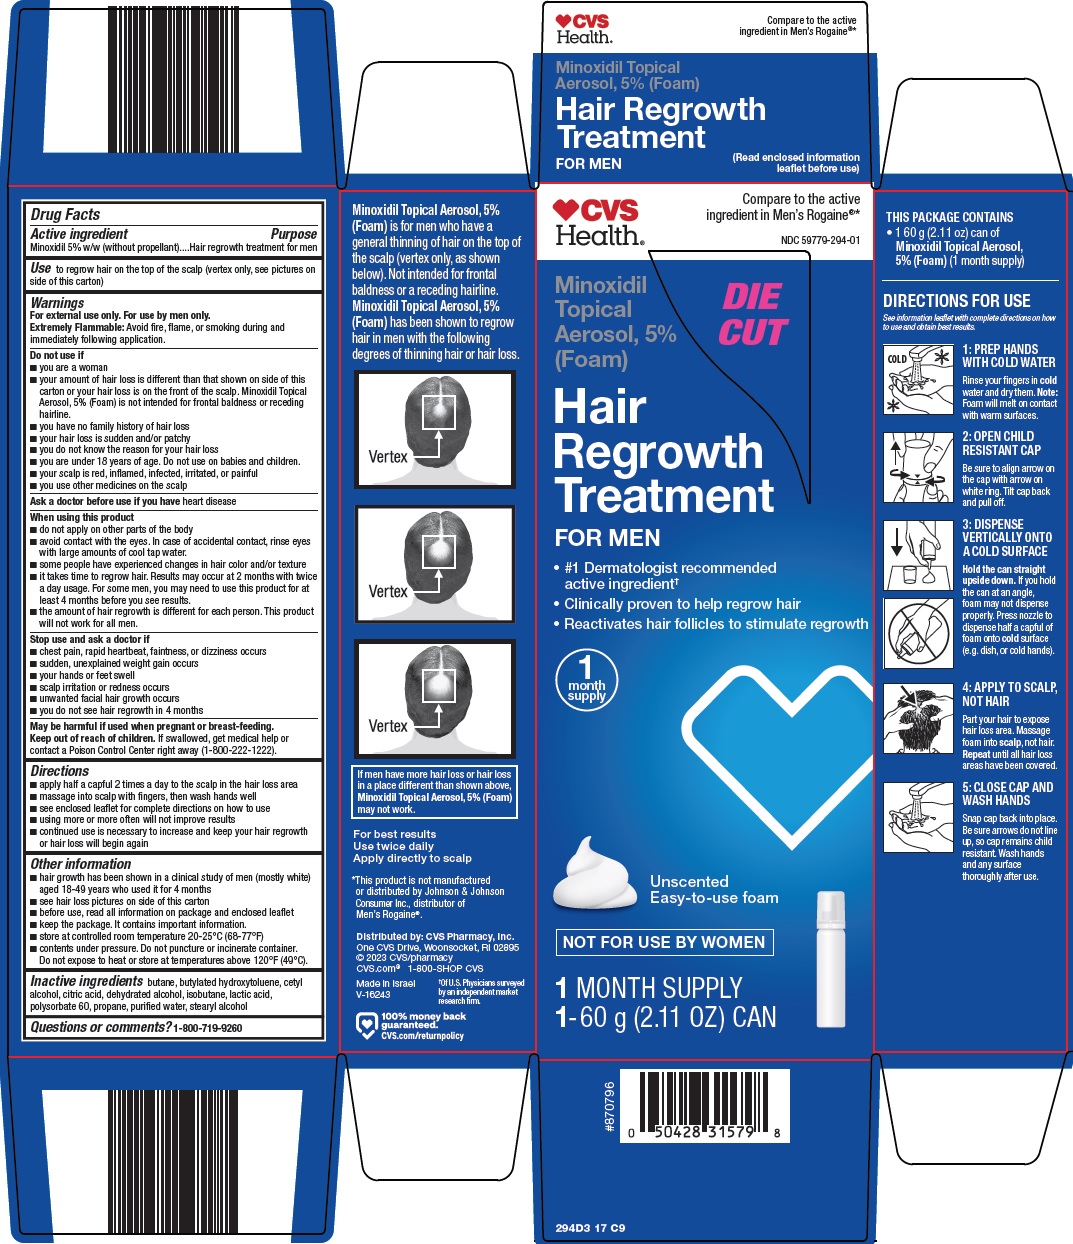 CVS
Health.
Compare to the active
ingredient in Men's Rogaine®*
Minoxidil Topical
Aerosol, 5% (Foam)
Hair Regrowth
Treatment
FOR MEN
(Read enclosed information
leaflet before use)
Drug Facts
Active ingredient Purpose
Minoxidil 5% w/w (without propellant)....Hair regrowth treatment for men
Use to regrow hair on the top of the scalp (vertex only, see pictures on
side of this carton)
Warnings
For external use only. For use by men only.
Extremely Flammable: Avoid fire, flame, or smoking during and
immediately following application.
Do not use if
■ you are a woman
■ your amount of hair loss is different than that shown on side of this
carton or your hair loss is on the front of the scalp. Minoxidil Topical
Aerosol, 5% (Foam) is not intended for frontal baldness or receding
hairline.
■ you have no family history of hair loss
■ your hair loss is sudden and/or patchy
■ you do not know the reason for your hair loss
■ you are under 18 years of age. Do not use on babies and children.
■ your scalp is red, inflamed, infected, irritated, or painful
■ you use other medicines on the scalp
Ask a doctor before use if you have heart disease
When using this product
■ do not apply on other parts of the body
■ avoid contact with the eyes. In case of accidental contact, rinse eyes
with large amounts of cool tap water.
■ some people have experienced changes in hair color and/or texture
■ it takes time to regrow hair. Results may occur at 2 months with twice
a day usage. For some men, you may need to use this product for at
least 4 months before you see results.
■ the amount of hair regrowth is different for each person. This product
will not work for all men.
Stop use and ask a doctor if
■ chest pain, rapid heartbeat, faintness, or dizziness occurs
■ sudden, unexplained weight gain occurs
■ your hands or feet swell
■ scalp irritation or redness occurs
■ unwanted facial hair growth occurs
■ you do not see hair regrowth in 4 months
May be harmful if used when pregnant or breast-feeding.
Keep out of reach of children. If swallowed, get medical help or
contact a Poison Control Center right away (1-800-222-1222).
Directions
■ apply half a capful 2 times a day to the scalp in the hair loss area
■ massage into scalp with fingers, then wash hands well
■ see enclosed leaflet for complete directions on how to use
■ using more or more often will not improve results
■ continued use is necessary to increase and keep your hair regrowth
or hair loss will begin again
Other information
■ hair growth has been shown in a clinical study of men (mostly white)
aged 18-49 years who used it for 4 months
■ see hair loss pictures on side of this carton
■ before use, read all information on package and enclosed leaflet
■ keep the package. It contains important information.
■ store at controlled room temperature 20-25°C (68-77°F)
■ contents under pressure. Do not puncture or incinerate container.
Do not expose to heat or store at temperatures above 120°F (49°C).
Inactive ingredients butane, butylated hydroxytoluene, cetyl
alcohol, citric acid, dehydrated alcohol, isobutane, lactic acid,
polysorbate 60, propane, purified water, stearyl alcohol
Questions or comments? 1-800-719-9260
Minoxidil Topical Aerosol, 5%
(Foam) is for men who have a
general thinning of hair on the top of
the scalp (vertex only, as shown
below). Not intended for frontal
baldness or a receding hairline.
Minoxidil Topical Aerosol, 5%
(Foam) has been shown to regrow
hair in men with the following
degrees of thinning hair or hair loss.
Vertex
Vertex
Vertex
If men have more hair loss or hair loss
in a place different than shown above,
Minoxidil Topical Aerosol, 5% (Foam)
may not work.
For best results
Use twice daily
Apply directly to scalp
*This product is not manufactured
or distributed by Johnson & Johnson
Consumer Inc., distributor of
Men's Rogaine®.
Distributed by: CVS Pharmacy, Inc.
One CVS Drive, Woonsocket, RI 02895
© 2023 CVS/pharmacy
CVS.com® 1-800-SHOP CVS
Made in Israel
V-16243
†Of U.S. Physicians surveyed
by an independent market
research firm.
100% money back
guaranteed.
CVS.com/returnpolicy
CVS
Health®
Compare to the active
ingredient in Men's Rogaine®*
NDC 59779-294-01
DIE
CUT
Minoxidil
Topical
Aerosol, 5%
(Foam)
Hair
Regrowth
Treatment
FOR MEN
• #1 Dermatologist recommended
active ingredient†
• Clinically proven to help regrow hair
• Reactivates hair follicles to stimulate regrowth
1
month
supply
Unscented
Easy-to-use foam
NOT FOR USE BY WOMEN
1 MONTH SUPPLY
1-60 g (2.11 OZ) CAN
THIS PACKAGE CONTAINS
• 1 60 g (2.11 oz) can of
Minoxidil Topical Aerosol,
5% (Foam) (1 month supply)
DIRECTIONS FOR USE
See information leaflet with complete directions on how
to use and obtain best results.
COLD
1: PREP HANDS
WITH COLD WATER
Rinse your fingers in cold
water and dry them. Note:
Foam will melt on contact
with warm surfaces.
2: OPEN CHILD
RESISTANT CAP
Be sure to align arrow on
the cap with arrow on
white ring. Tilt cap back
and pull off.
3: DISPENSE
VERTICALLY ONTO
A COLD SURFACE
Hold the can straight
upside down. If you hold
the can at an angle,
foam may not dispense
properly. Press nozzle to
dispense half a capful of
foam onto cold surface
(e.g. dish, or cold hands).
4: APPLY TO SCALP,
NOT HAIR
Part your hair to expose
hair loss area. Massage
foam into scalp, not hair.
Repeat until all hair loss
areas have been covered.
5: CLOSE CAP AND
WASH HANDS
Snap cap back into place.
Be sure arrows do not line
up, so cap remains child
resistant. Wash hands
and any surface
thoroughly after use.
#870796
0 50428 31579 8
294D3 17 C9